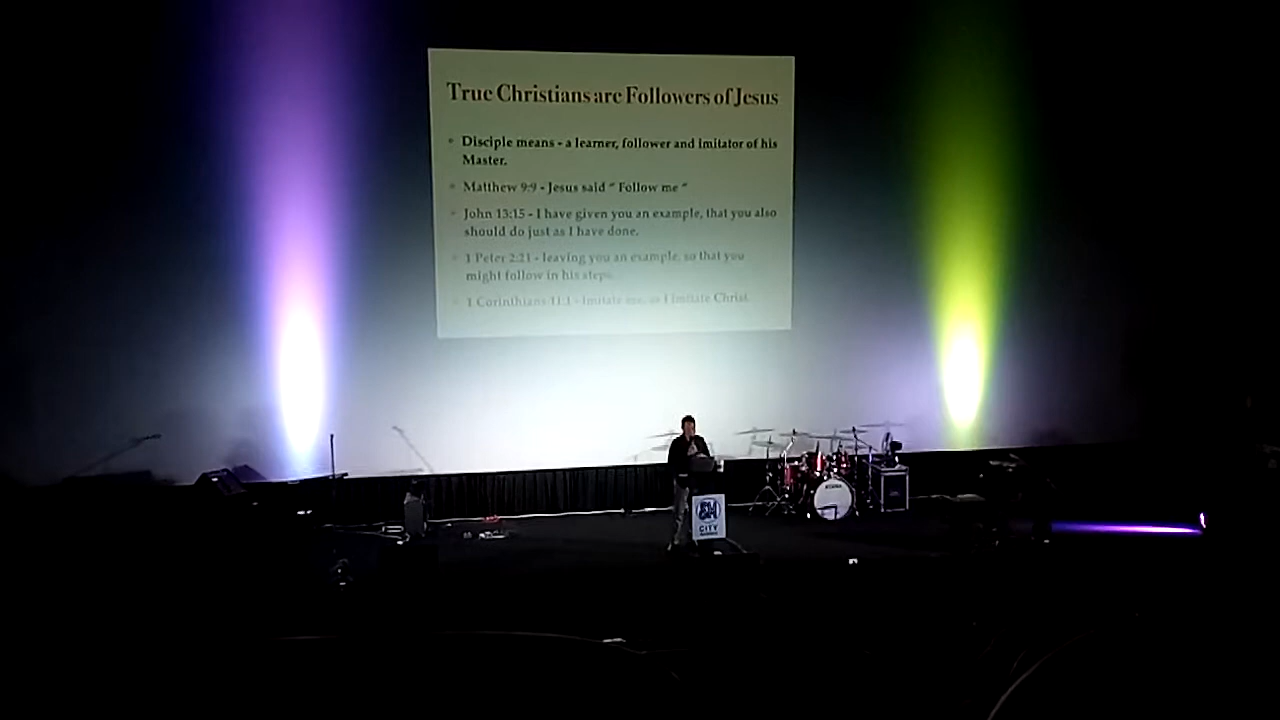 True Christians are Followers of Jesus
• Disciple means - a learner, follower and imitator of his
Master.
• Matthew 9:9 - Jesus said " Follow me "
• John 13:15 - I have given you an example, that you also
should do just as I have done.
• 1 Peter 2:21 - leaving you an example, so that you
might follow in his steps.
• 1 Corinthians 11:1 - Imitate me, as I imitate Christ.
SM
CITY
TAMA